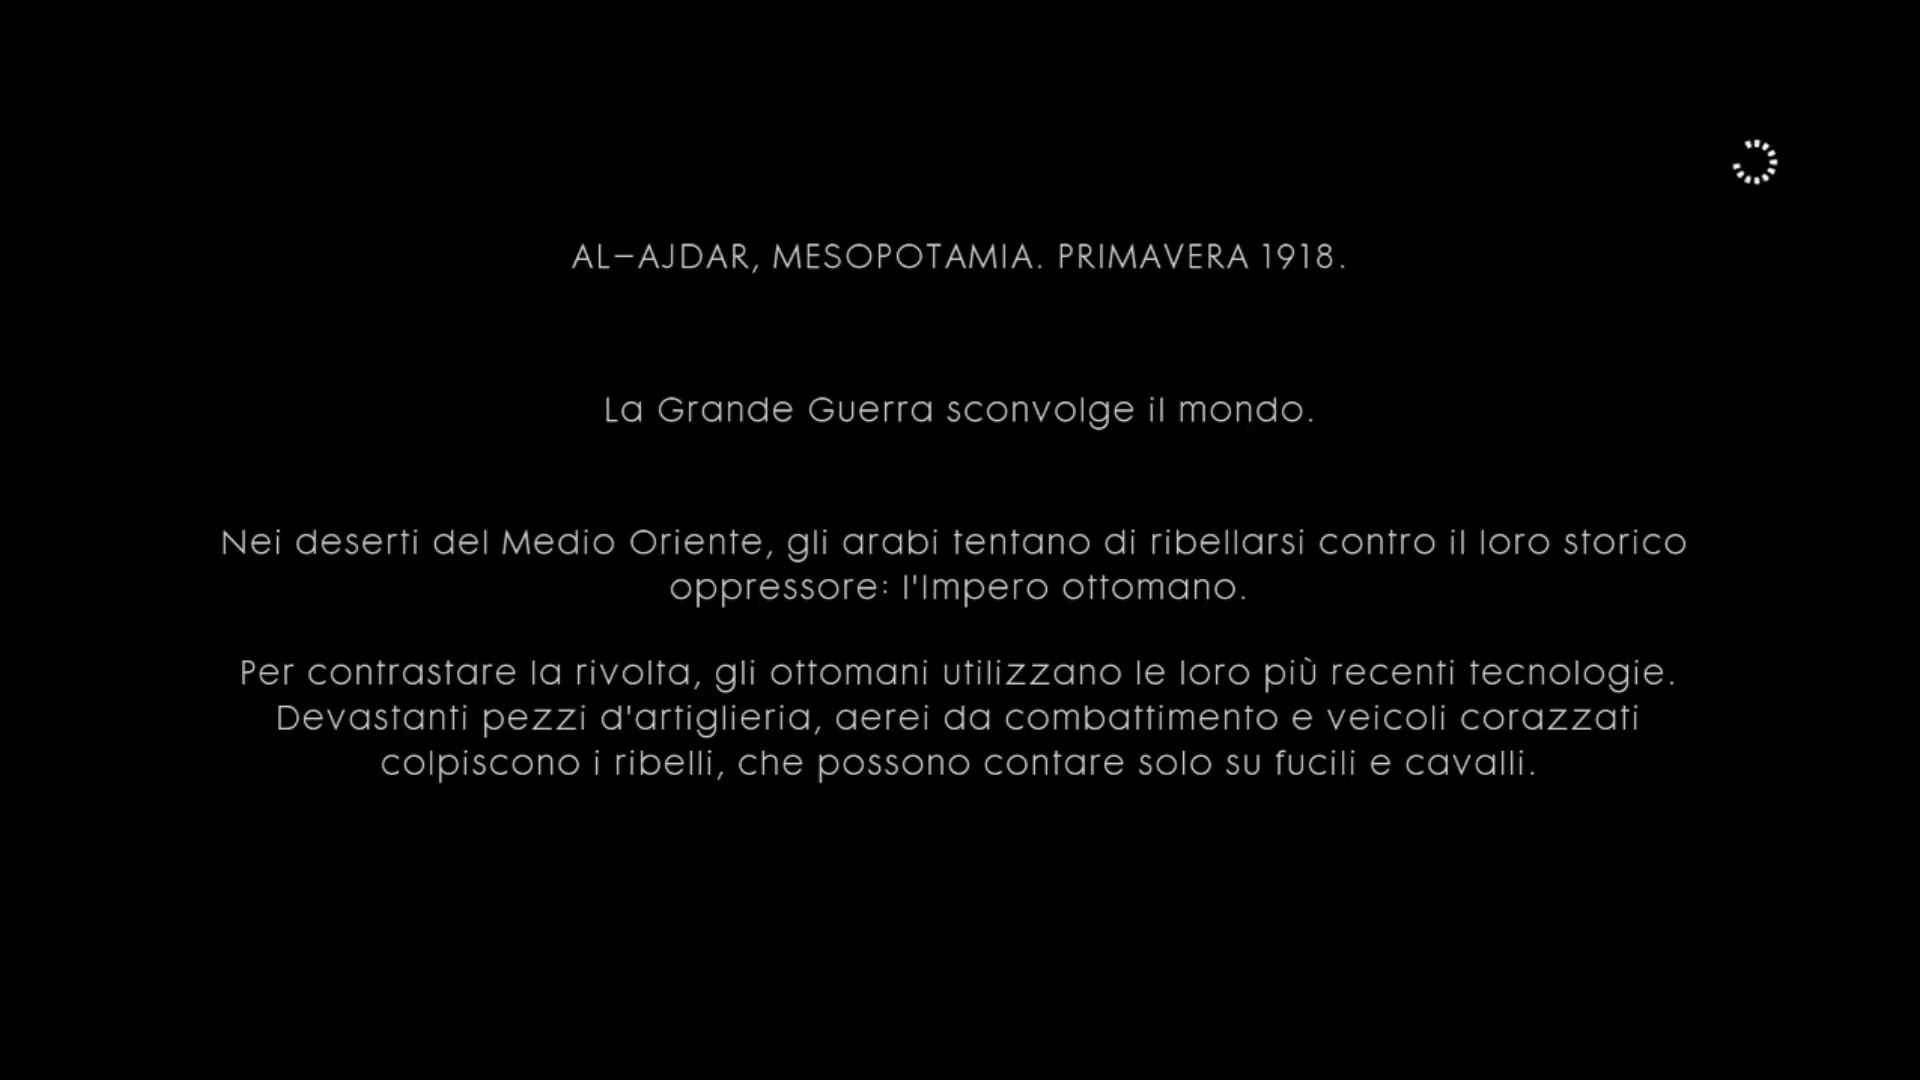 AL-AJDAR, MESOPOTAMIA. PRIMAVERA 1918.
La Grande Guerra sconvolge il mondo.
Nei deserti del Medio Oriente, gli arabi tentano di ribellarsi contro il loro storico
oppressore: l'Impero ottomano.
Per contrastare la rivolta, gli ottomani utilizzano le loro più recenti tecnologie.
Devastanti pezzi d'artiglieria, aerei da combattimento e veicoli corazzati
colpiscono i ribelli, che possono contare solo su fucili e cavalli.